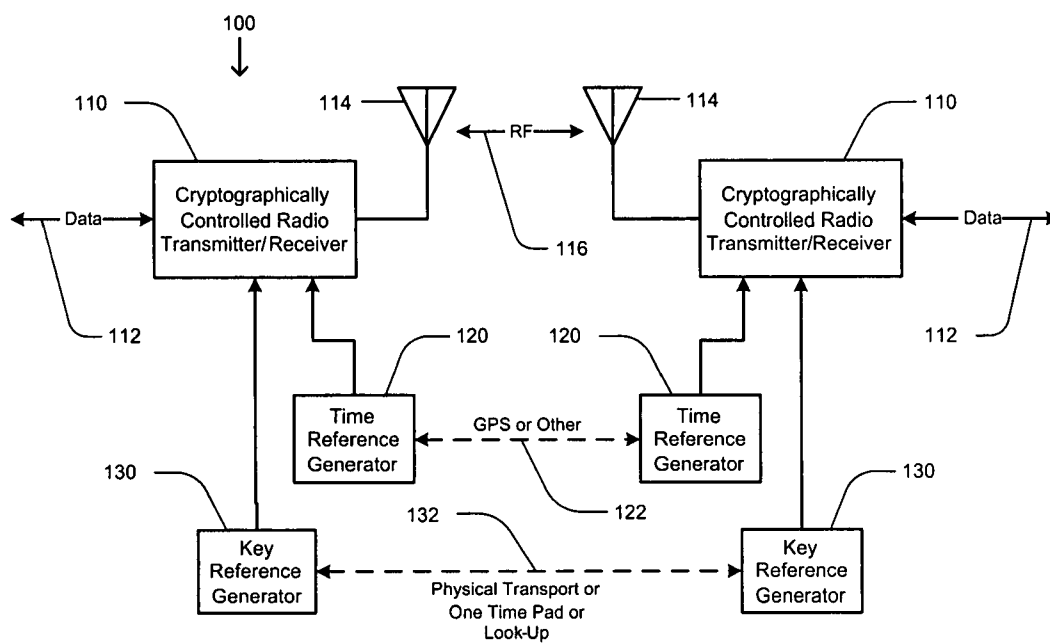 100
110
114
114
110
RF
Cryptographically
Controlled Radio
Transmitter/Receiver
Data
116
Cryptographically
Controlled Radio
Transmitter/Receiver
Data
112
120
120
112
Time
Reference
Generator
GPS or Other
Time
Reference
Generator
130
122
132
130
Key
Reference
Generator
Physical Transport or
One Time Pad or
Look-Up
Key
Reference
Generator